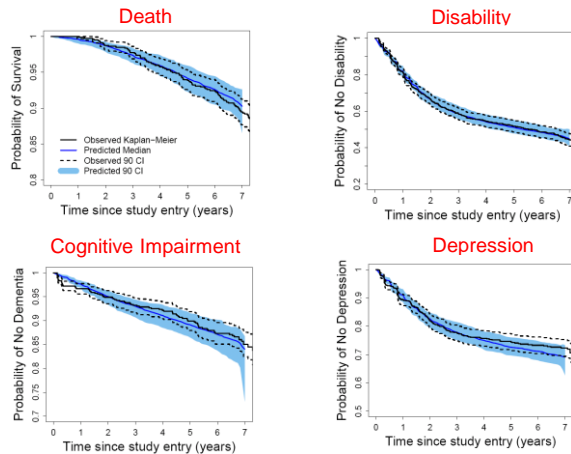 Death
Probability of Survival
1
0.95
0.9
0.85
0.8
Observed Kaplan-Meier
Predicted Median
Observed 90 CI
Predicted 90 CI
0 1 2 3 4 5 6 7
Time since study entry (years)
Disability
Probability of No Disability
1
0.8
0.6
0.4
0.2
0
0 1 2 3 4 5 6 7
Time since study entry (years)
Cognitive Impairment
Probability of No Dementia
1
0.95
0.9
0.85
0.8
0.7
0 1 2 3 4 5 6 7
Time since study entry (years)
Depression
Probability of No Depression
1
0.9
0.8
0.7
0.6
0.5
0 1 2 3 4 5 6 7
Time since study entry (years)